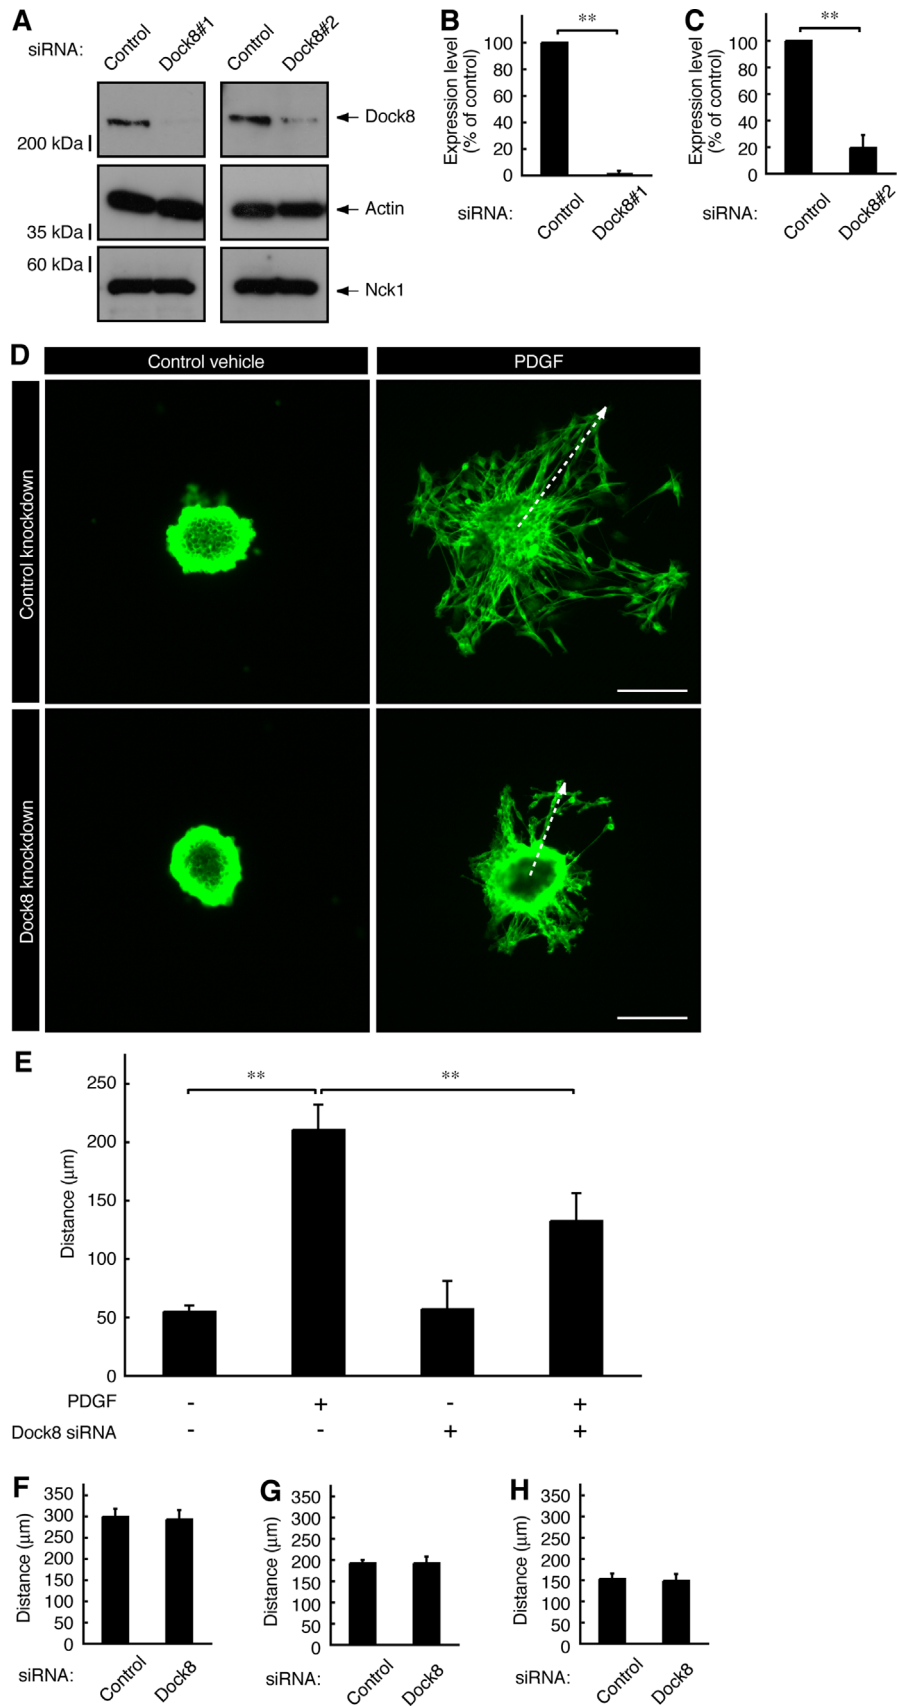 A
siRNA:
Control
Dock8#1
Control
Dock8#2
Dock8
200 kDa
Actin
35 kDa
60 kDa
Nck1
B
Expression level
(% of control)
**
100
80
60
40
20
0
siRNA:
Control
Dock8#1
C
Expression level
(% of control)
**
100
80
60
40
20
0
siRNA:
Control
Dock8#2
D
Control vehicle
PDGF
Control knockdown
Dock8 knockdown
E
Distance (µm)
250
200
150
100
50
0
**
**
PDGF - + - +
Dock8 siRNA - - + +
F
Distance (µm)
350
300
250
200
150
100
50
0
siRNA:
Control
Dock8
G
Distance (µm)
350
300
250
200
150
100
50
0
siRNA:
Control
Dock8
H
Distance (µm)
350
300
250
200
150
100
50
0
siRNA:
Control
Dock8